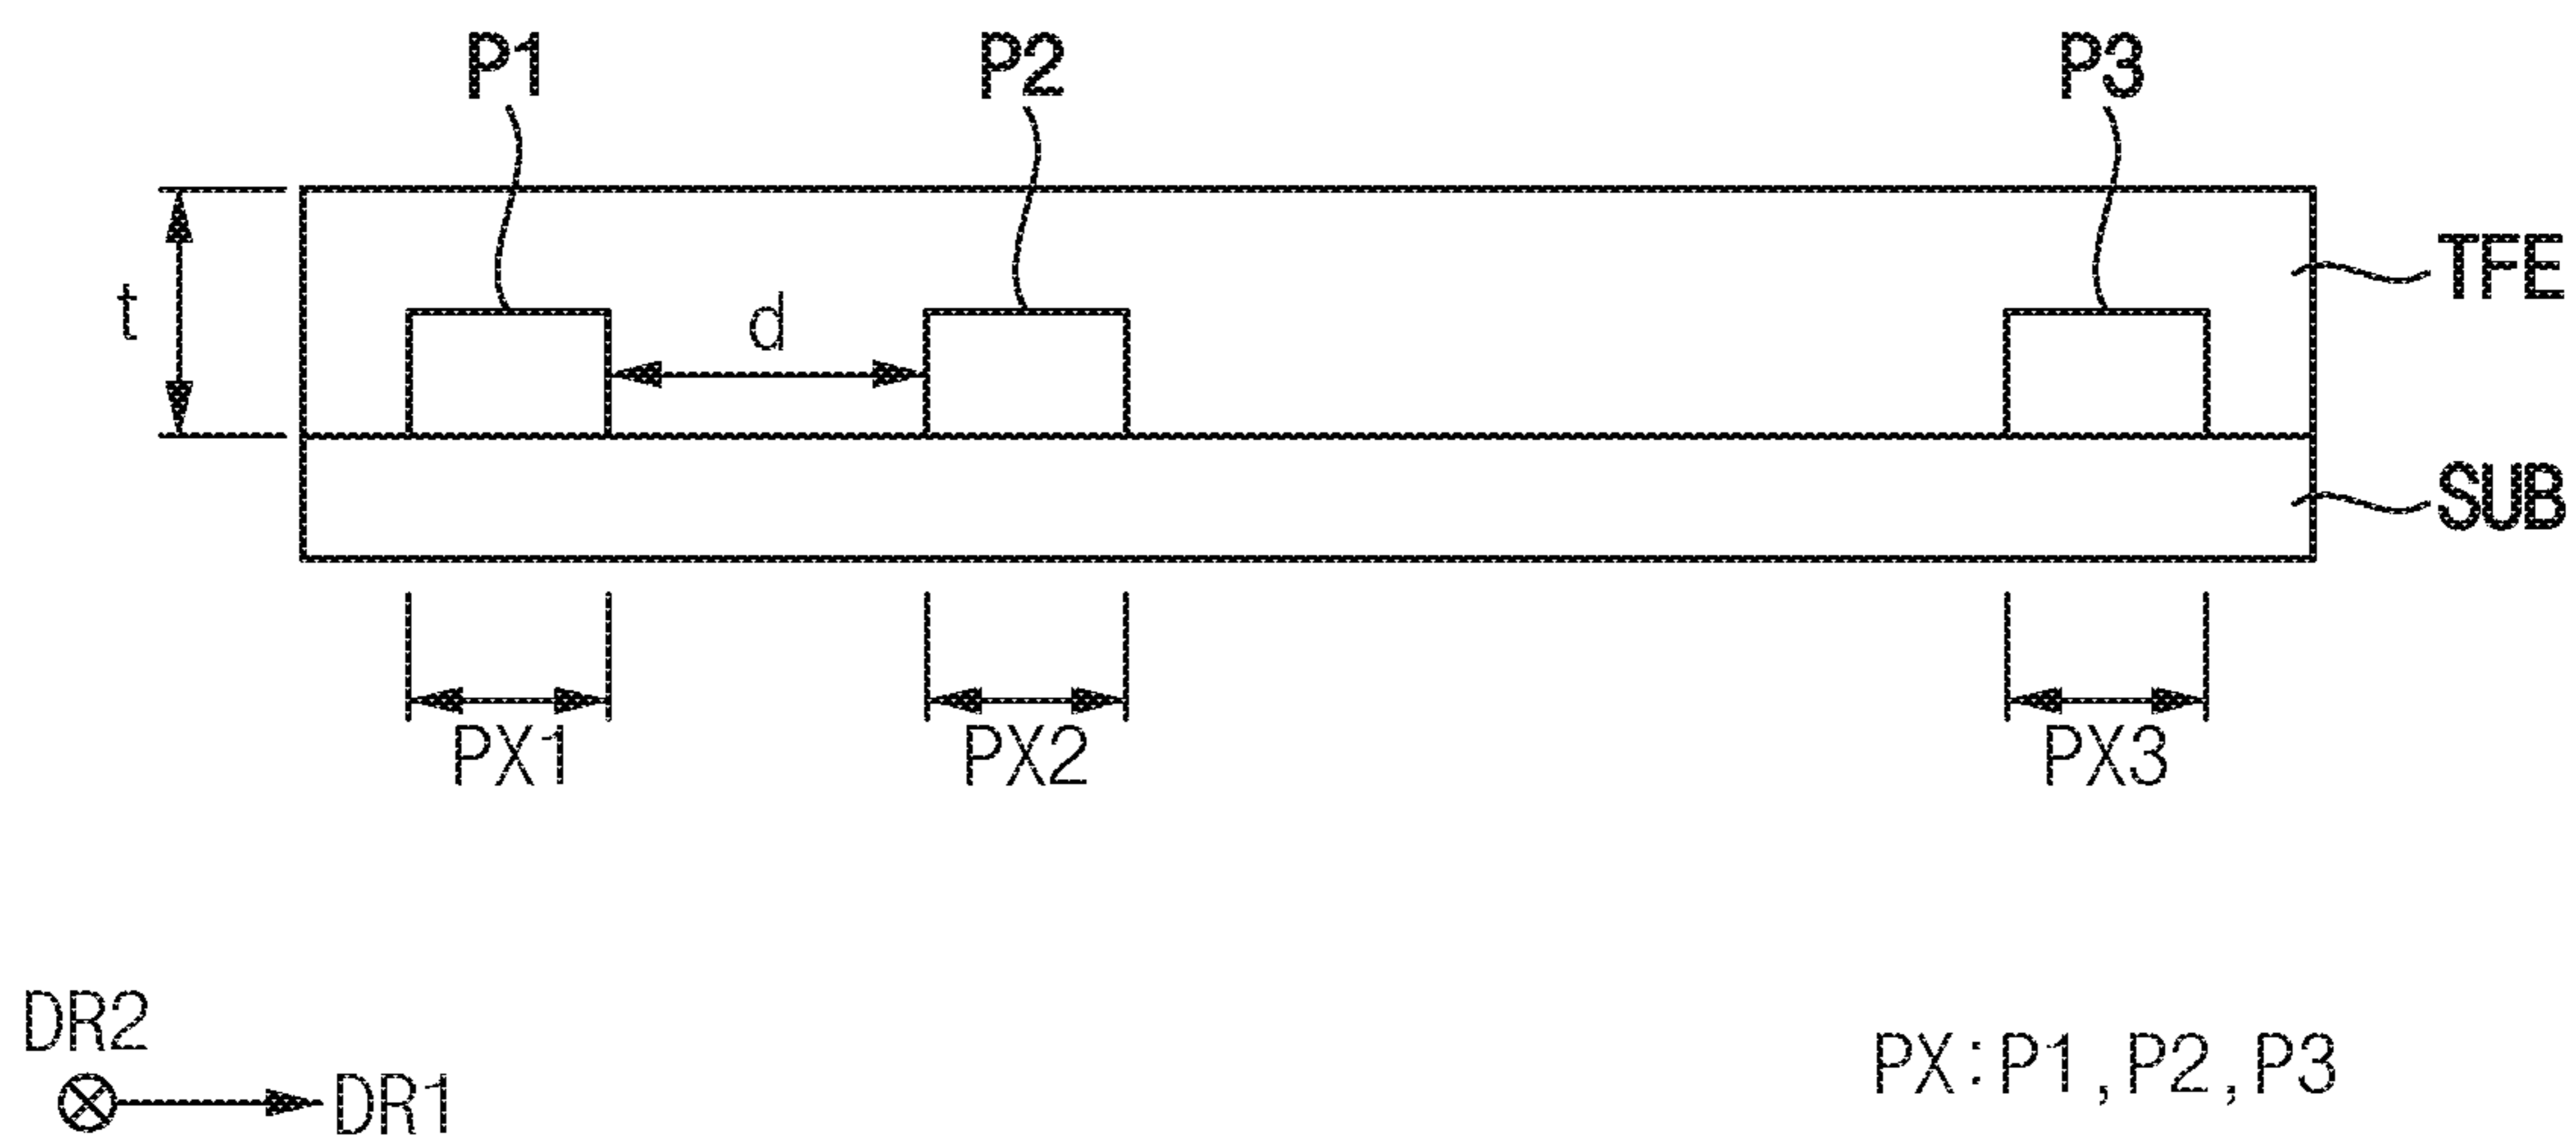 P1 P2 P3
TFE
t d
SUB
PX1 PX2 PX3
DR2
DR1
PX:P1,P2,P3